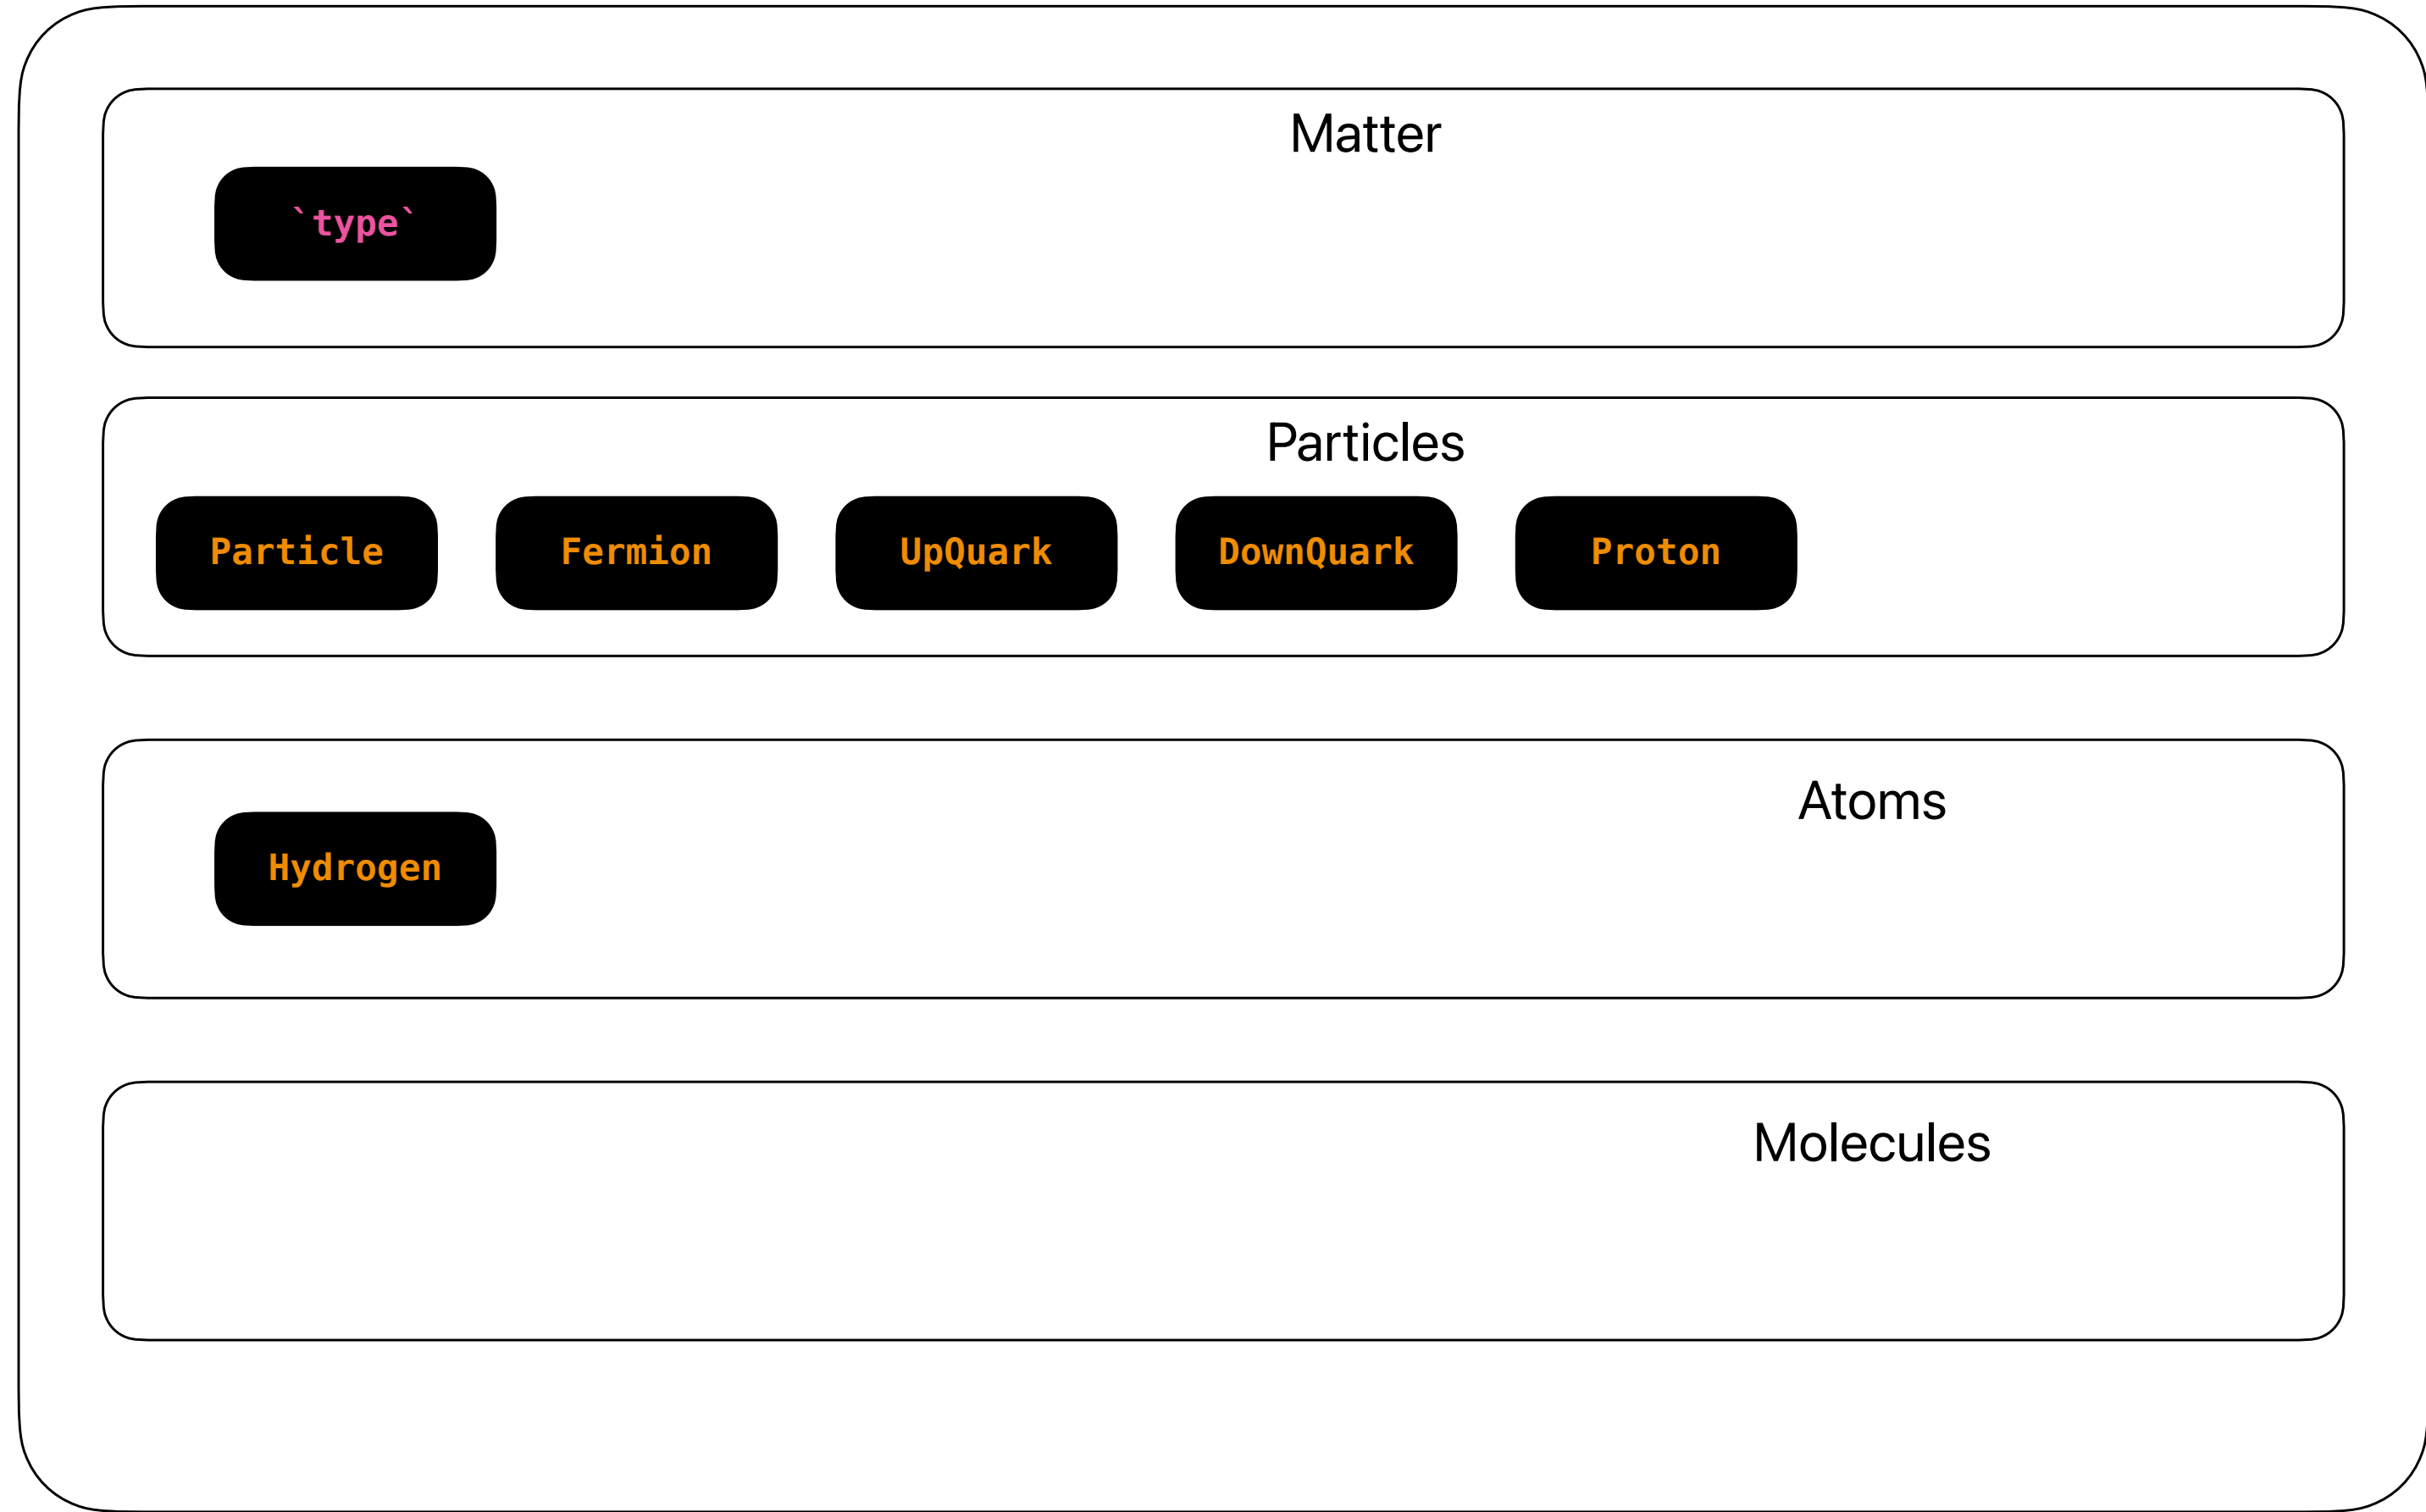 Matter
`type`
Particles
Particle Fermion UpQuark DownQuark Proton
Atoms
Hydrogen
Molecules